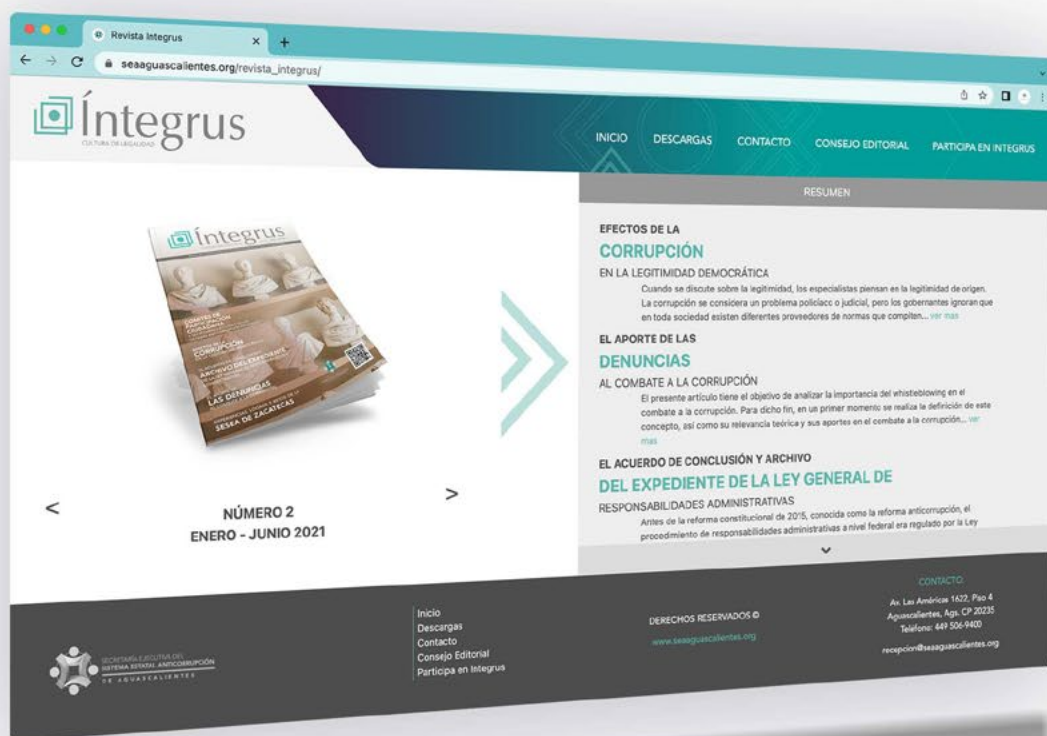 Revista Integrus
seaaguascalientes.org/revista_integrus/
Íntegrus
CULTURA DE LEGALIDAD
INICIO
DESCARGAS
CONTACTO
CONSEJO EDITORIAL
PARTICIPA EN INTEGRUS
Íntegrus
COMITÉS DE
PARTICIPACIÓN
CIUDADANA
CORRUPCIÓN
ARCHIVO DEL EXPEDIENTE
LAS DENUNCIAS
SESEA DE ZACATECAS
<
>
NÚMERO 2
ENERO - JUNIO 2021
RESUMEN
EFECTOS DE LA
CORRUPCIÓN
EN LA LEGITIMIDAD DEMOCRÁTICA
Cuando se discute sobre la legitimidad, los especialistas piensan en la legitimidad de origen.
La corrupción se considera un problema policíaco o judicial, pero los gobernantes ignoran que
en toda sociedad existen diferentes proveedores de normas que compiten... ver mas
EL APORTE DE LAS
DENUNCIAS
AL COMBATE A LA CORRUPCIÓN
El presente artículo tiene el objetivo de analizar la importancia del whistleblowing en el
combate a la corrupción. Para dicho fin, en un primer momento se realiza la definición de este
concepto, así como su relevancia teórica y sus aportes en el combate a la corrupción... ver
mas
EL ACUERDO DE CONCLUSIÓN Y ARCHIVO
DEL EXPEDIENTE DE LA LEY GENERAL DE
RESPONSABILIDADES ADMINISTRATIVAS
Antes de la reforma constitucional de 2015, conocida como la reforma anticorrupción, el
procedimiento de responsabilidades administrativas a nivel federal era regulado por la Ley
SECRETARÍA EJECUTIVA DEL
SISTEMA ESTATAL ANTICORRUPCIÓN
DE AGUASCALIENTES
Inicio
Descargas
Contacto
Consejo Editorial
Participa en Integrus
DERECHOS RESERVADOS ©
www.seaaguascalientes.org
CONTACTO:
Av. Las Américas 1622, Piso 4
Aguascalientes, Ags. CP 20235
Teléfono: 449 506-9400
recepcion@seaaguascalientes.org